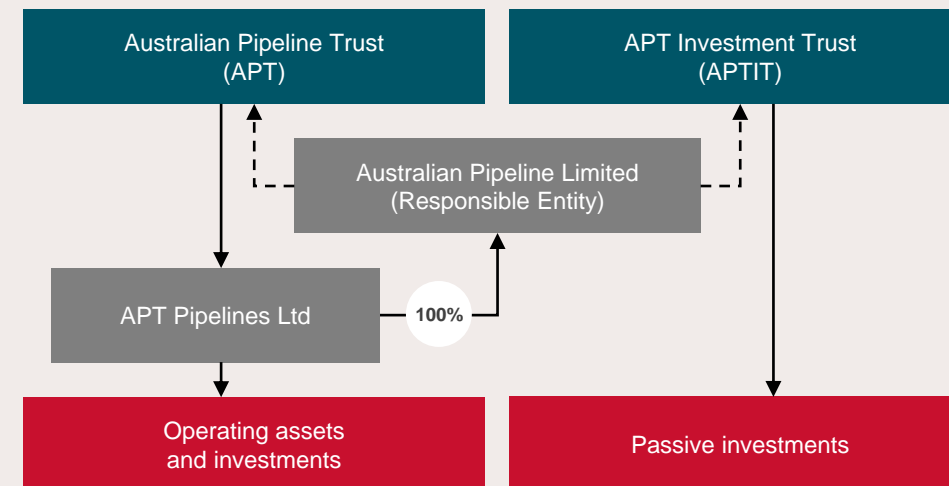 Australian Pipeline Trust
(APT)
APT Investment Trust
(APTIT)
Australian Pipeline Limited
(Responsible Entity)
APT Pipelines Ltd
100%
Operating assets
and investments
Passive investments